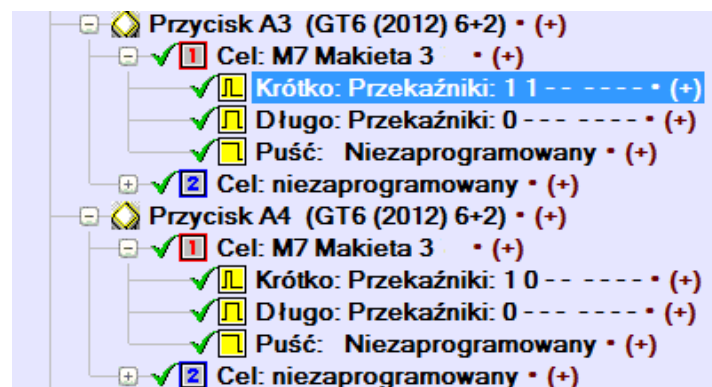 Przycisk A3 (GT6 (2012) 6+2) • (+)
1 Cel: M7 Makieta 3 • (+)
Krótko: Przekaźniki: 1 1 - - - - - - • (+)
Długo: Przekaźniki: 0 - - - - - - - • (+)
Puść: Niezaprogramowany • (+)
2 Cel: niezaprogramowany • (+)
Przycisk A4 (GT6 (2012) 6+2) • (+)
1 Cel: M7 Makieta 3 • (+)
Krótko: Przekaźniki: 1 0 - - - - - - • (+)
Długo: Przekaźniki: 0 - - - - - - - • (+)
Puść: Niezaprogramowany • (+)
2 Cel: niezaprogramowany • (+)